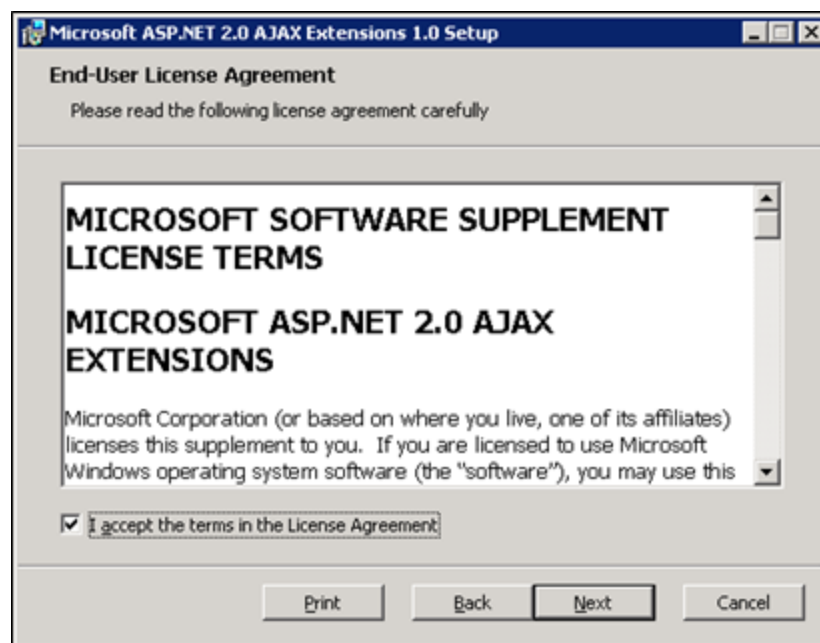 Microsoft ASP.NET 2.0 AJAX Extensions 1.0 Setup
End-User License Agreement
Please read the following license agreement carefully
MICROSOFT SOFTWARE SUPPLEMENT
LICENSE TERMS
MICROSOFT ASP.NET 2.0 AJAX
EXTENSIONS
Microsoft Corporation (or based on where you live, one of its affiliates)
licenses this supplement to you.  If you are licensed to use Microsoft
Windows operating system software (the "software"), you may use this
I accept the terms in the License Agreement
Print Back Next Cancel